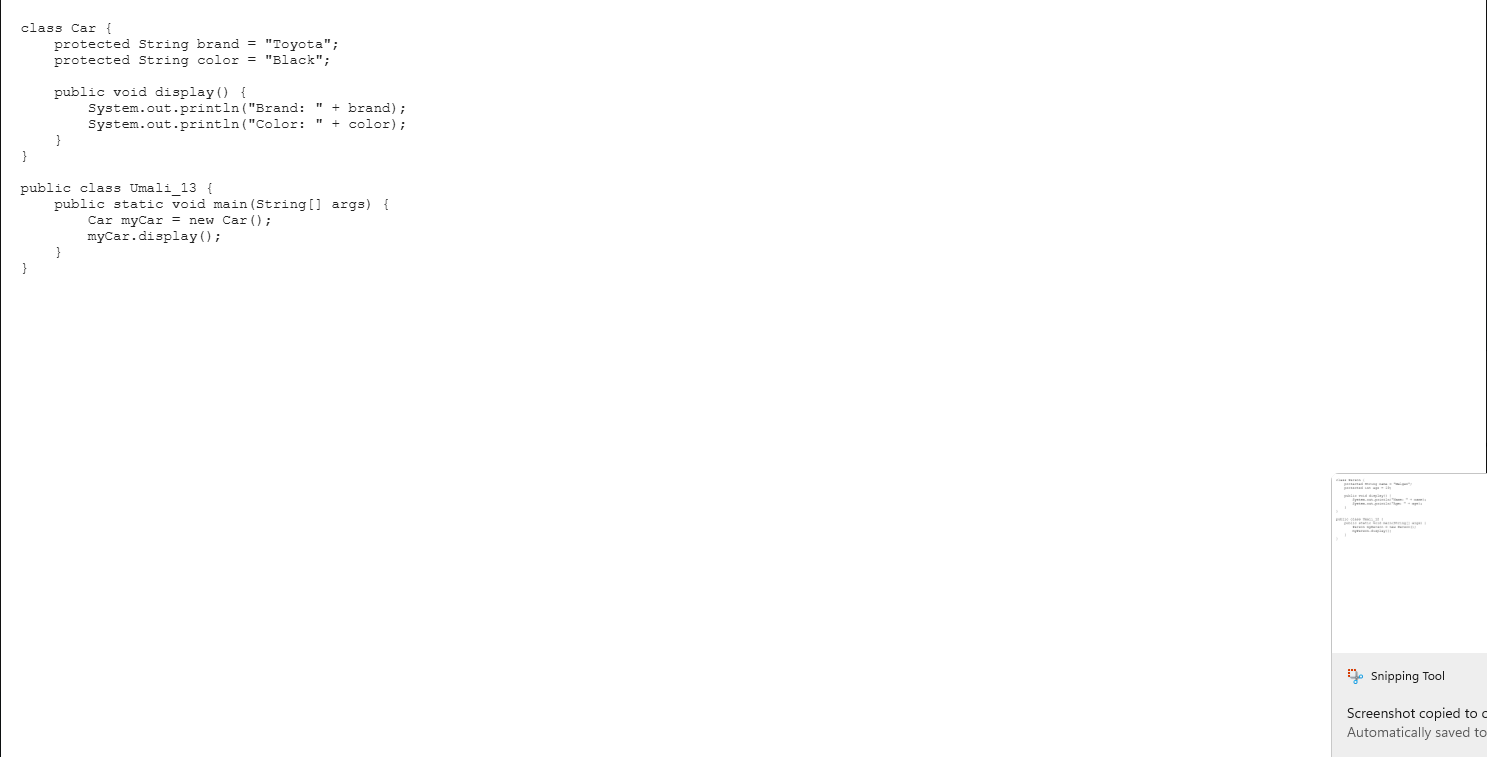 class Car {
    protected String brand = "Toyota";
    protected String color = "Black";

    public void display() {
        System.out.println("Brand: " + brand);
        System.out.println("Color: " + color);
    }
}

public class Umali_13 {
    public static void main(String[] args) {
        Car myCar = new Car();
        myCar.display();
    }
}
Snipping Tool
Screenshot copied to
Automatically saved to